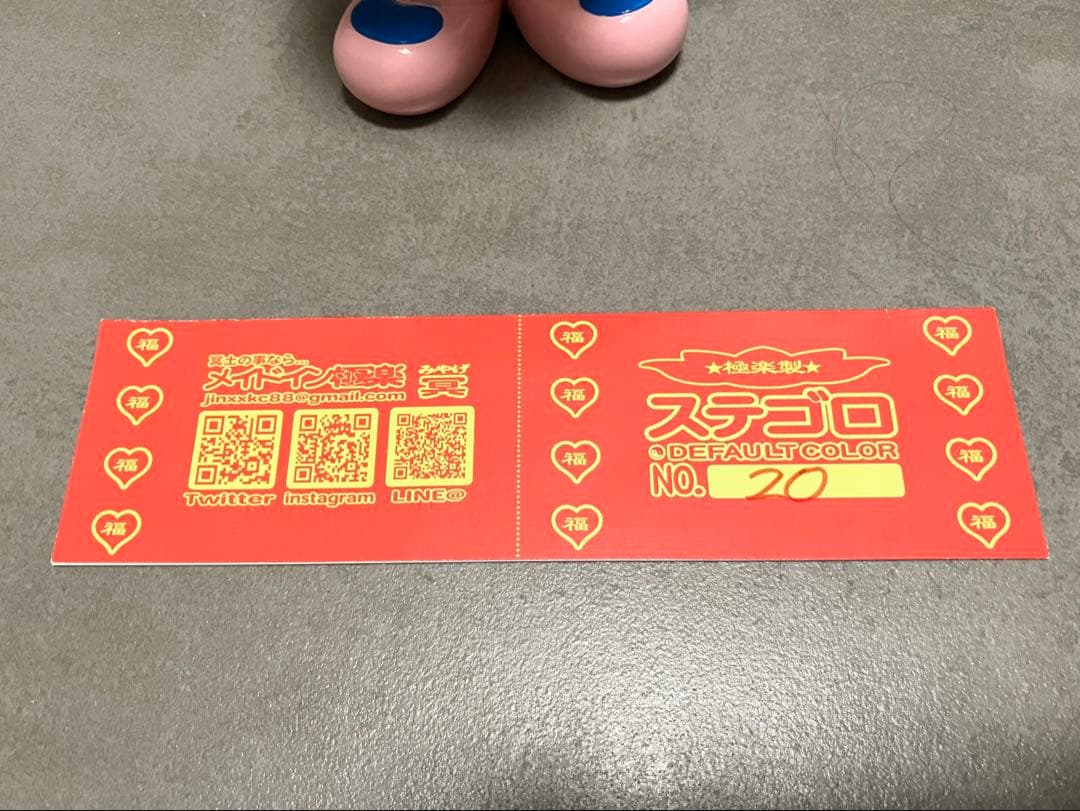 福
福
福
福
冥土の事なら...
メイドイン極楽
みやげ
冥
jinxxkc88@gmail.com
Twitter
instagram
LINE@
福
福
福
福
★極楽製★
ステゴロ
DEFAULT COLOR
NO. 20
福
福
福
福